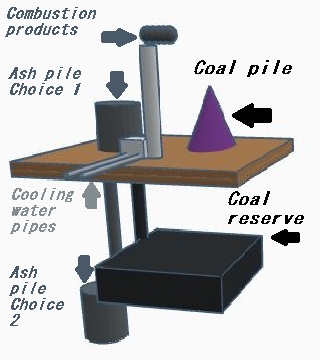 Combustion
products
Ash pile
Choice 1
Coal pile
Cooling
water
pipes
Coal
reserve
Ash
pile
Choice
2